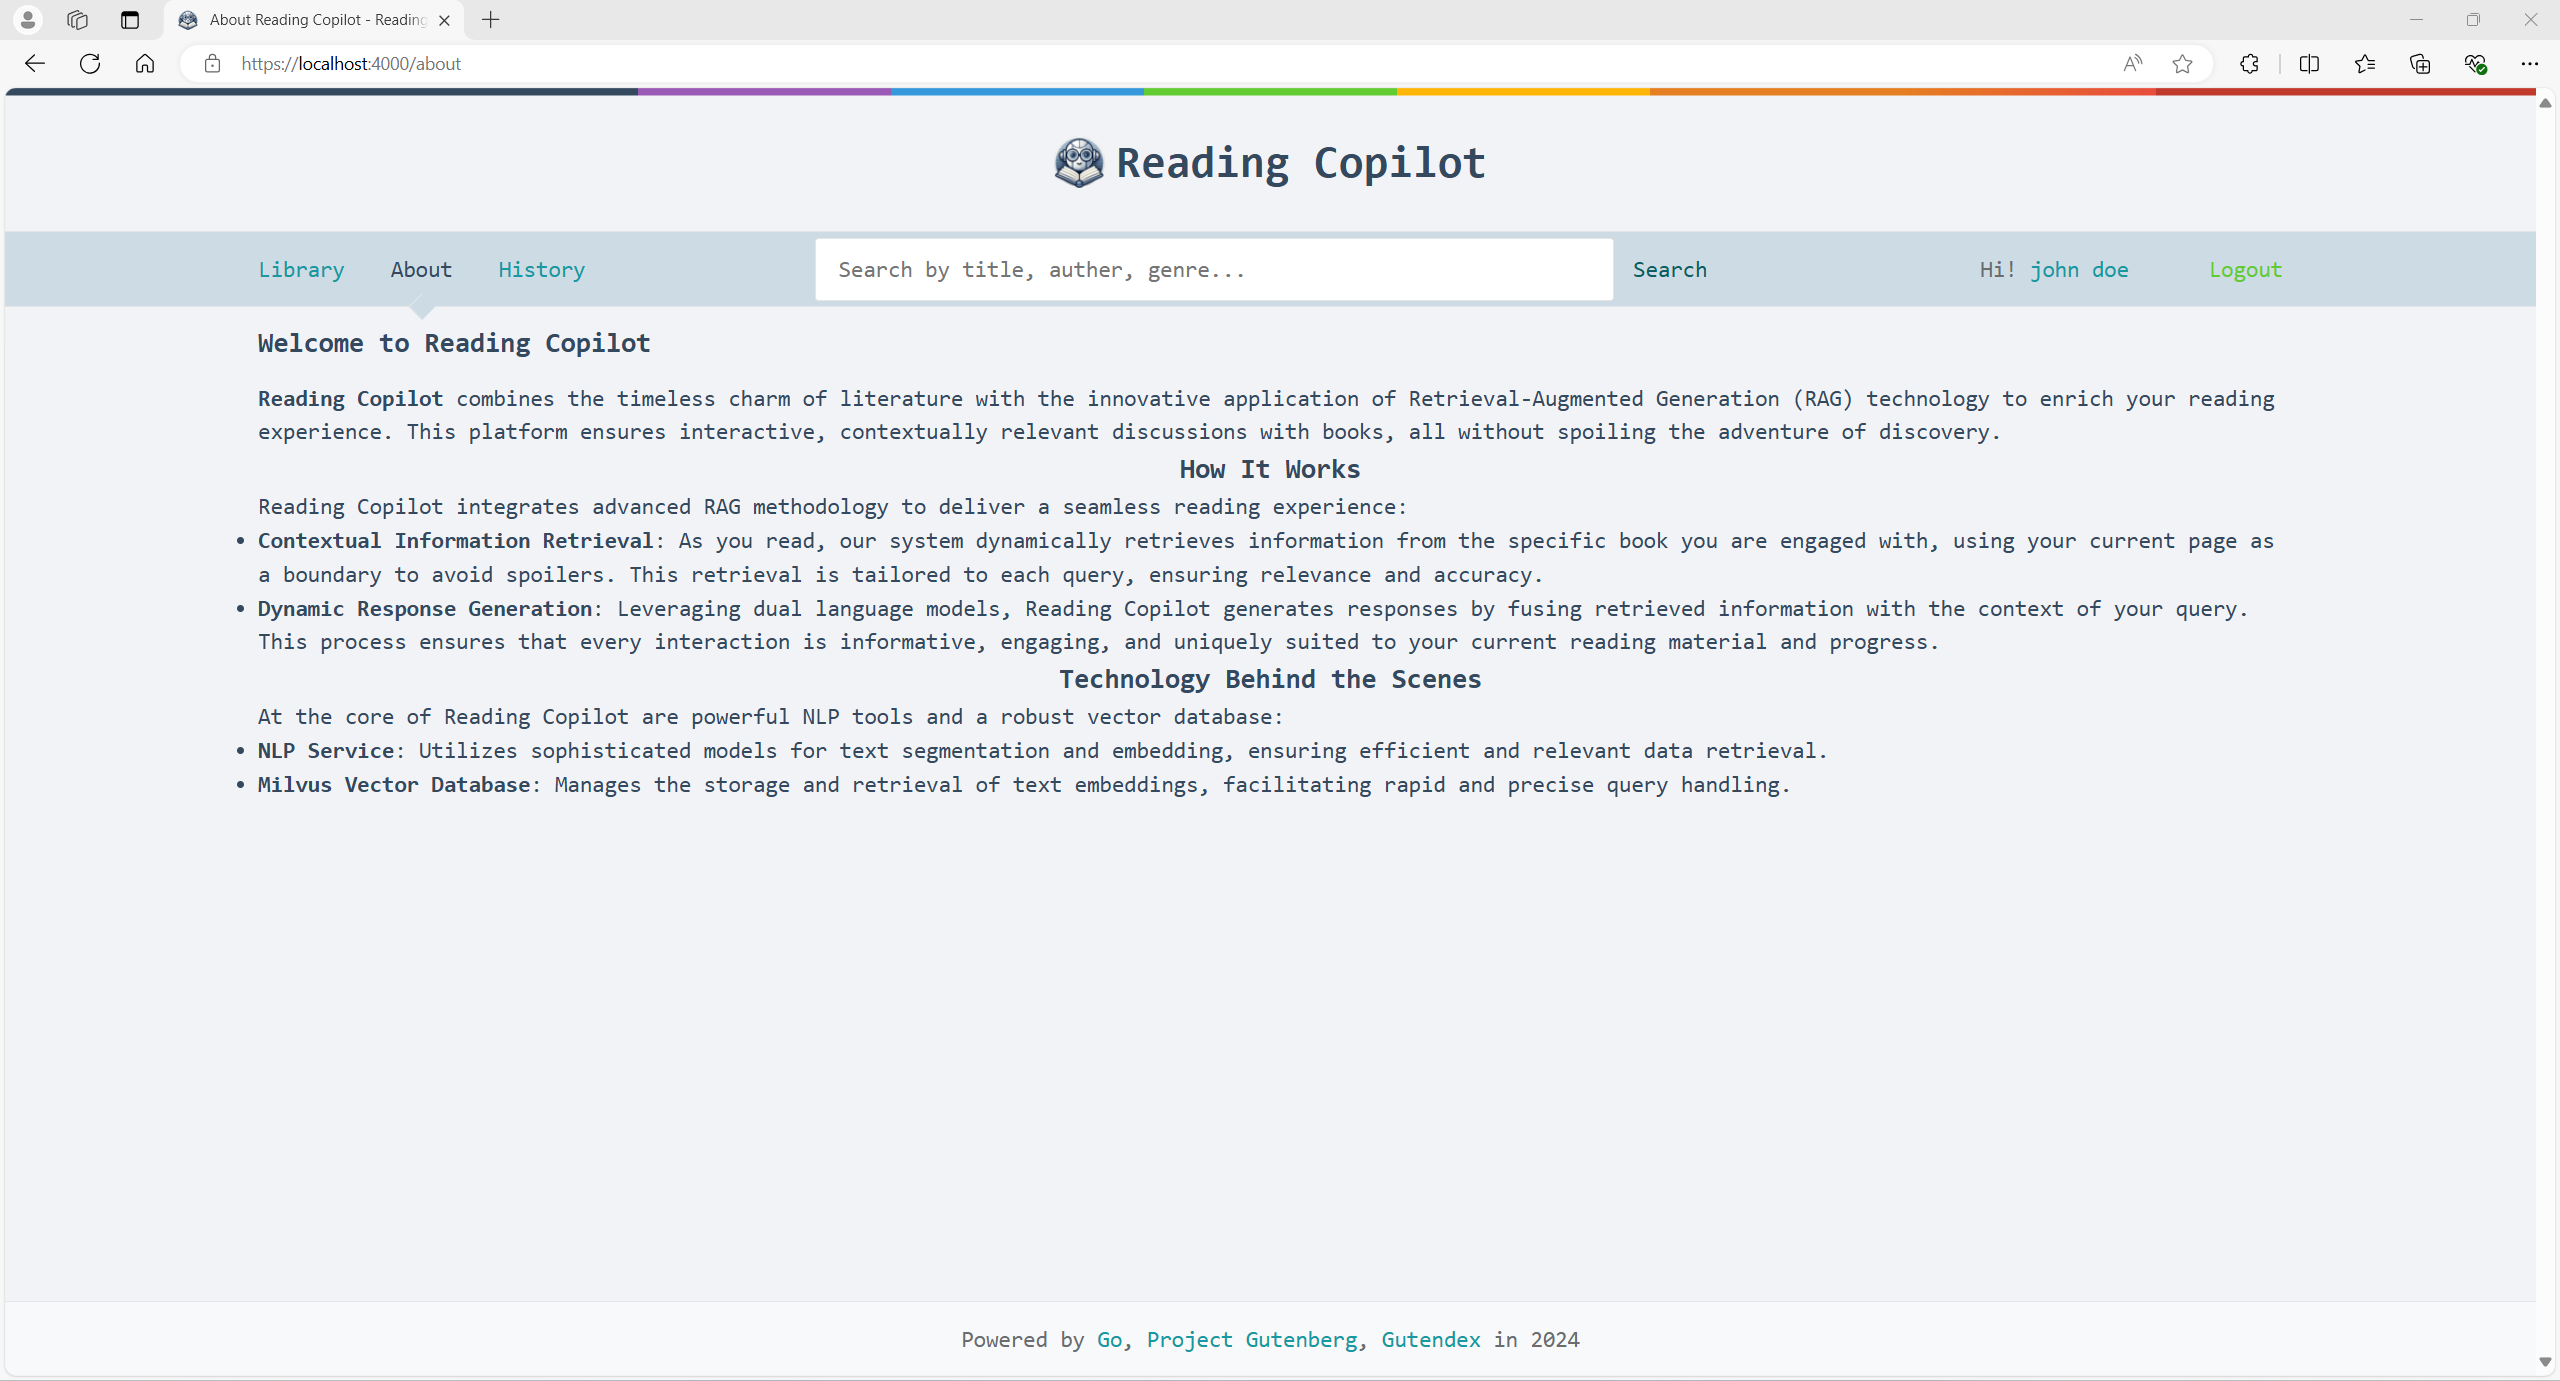 About Reading Copilot - Reading
https://localhost:4000/about
Reading Copilot
Library About History Search by title, auther, genre... Search Hi! john doe Logout
Welcome to Reading Copilot
Reading Copilot combines the timeless charm of literature with the innovative application of Retrieval-Augmented Generation (RAG) technology to enrich your reading
experience. This platform ensures interactive, contextually relevant discussions with books, all without spoiling the adventure of discovery.
How It Works
Reading Copilot integrates advanced RAG methodology to deliver a seamless reading experience:
• Contextual Information Retrieval: As you read, our system dynamically retrieves information from the specific book you are engaged with, using your current page as
a boundary to avoid spoilers. This retrieval is tailored to each query, ensuring relevance and accuracy.
• Dynamic Response Generation: Leveraging dual language models, Reading Copilot generates responses by fusing retrieved information with the context of your query.
This process ensures that every interaction is informative, engaging, and uniquely suited to your current reading material and progress.
Technology Behind the Scenes
At the core of Reading Copilot are powerful NLP tools and a robust vector database:
• NLP Service: Utilizes sophisticated models for text segmentation and embedding, ensuring efficient and relevant data retrieval.
• Milvus Vector Database: Manages the storage and retrieval of text embeddings, facilitating rapid and precise query handling.
Powered by Go, Project Gutenberg, Gutendex in 2024